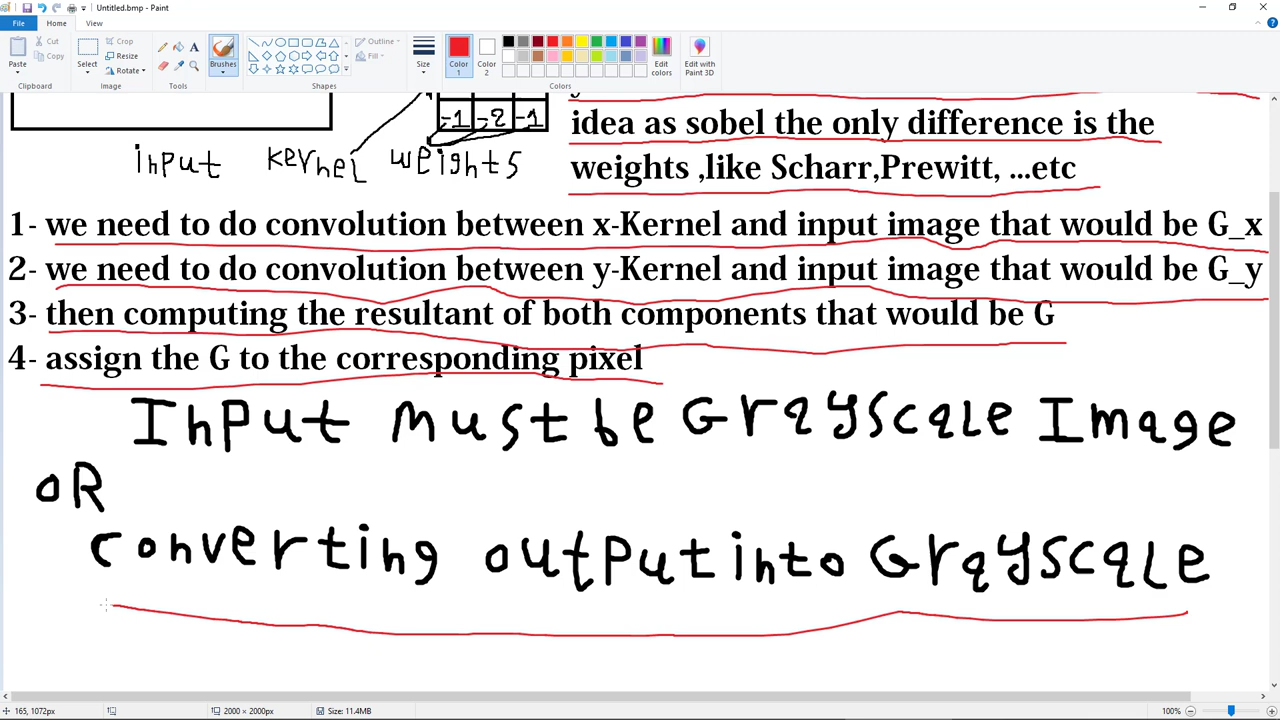 Untitled.bmp - Paint
File Home View
Paste Cut Copy Clipboard
Select Crop Resize Rotate Image
Tools
Brushes
Outline Fill Shapes
Size
Color 1
Color 2
Edit colors
Colors
Edit with Paint 3D
-1 -2 -1
input kernel weights
idea as sobel the only difference is the
weights ,like Scharr,Prewitt, ...etc
1- we need to do convolution between x-Kernel and input image that would be G_x
2- we need to do convolution between y-Kernel and input image that would be G_y
3- then computing the resultant of both components that would be G
4- assign the G to the corresponding pixel
Input must be Grayscale Image
OR
converting output into Grayscale
165, 1072px 2000 × 2000px Size: 11.4MB 100%